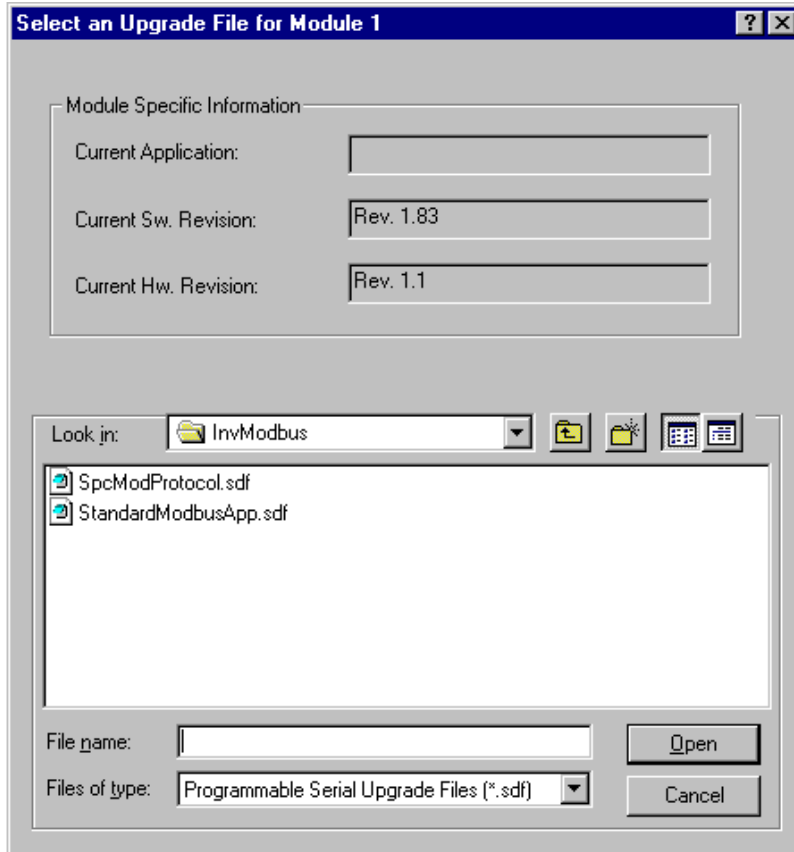 Select an Upgrade File for Module 1
Module Specific Information
Current Application:
Current Sw. Revision: Rev. 1.83
Current Hw. Revision: Rev. 1.1
Look in: InvModbus
SpcModProtocol.sdf
StandardModbusApp.sdf
File name: Open
Files of type: Programmable Serial Upgrade Files (*.sdf) Cancel